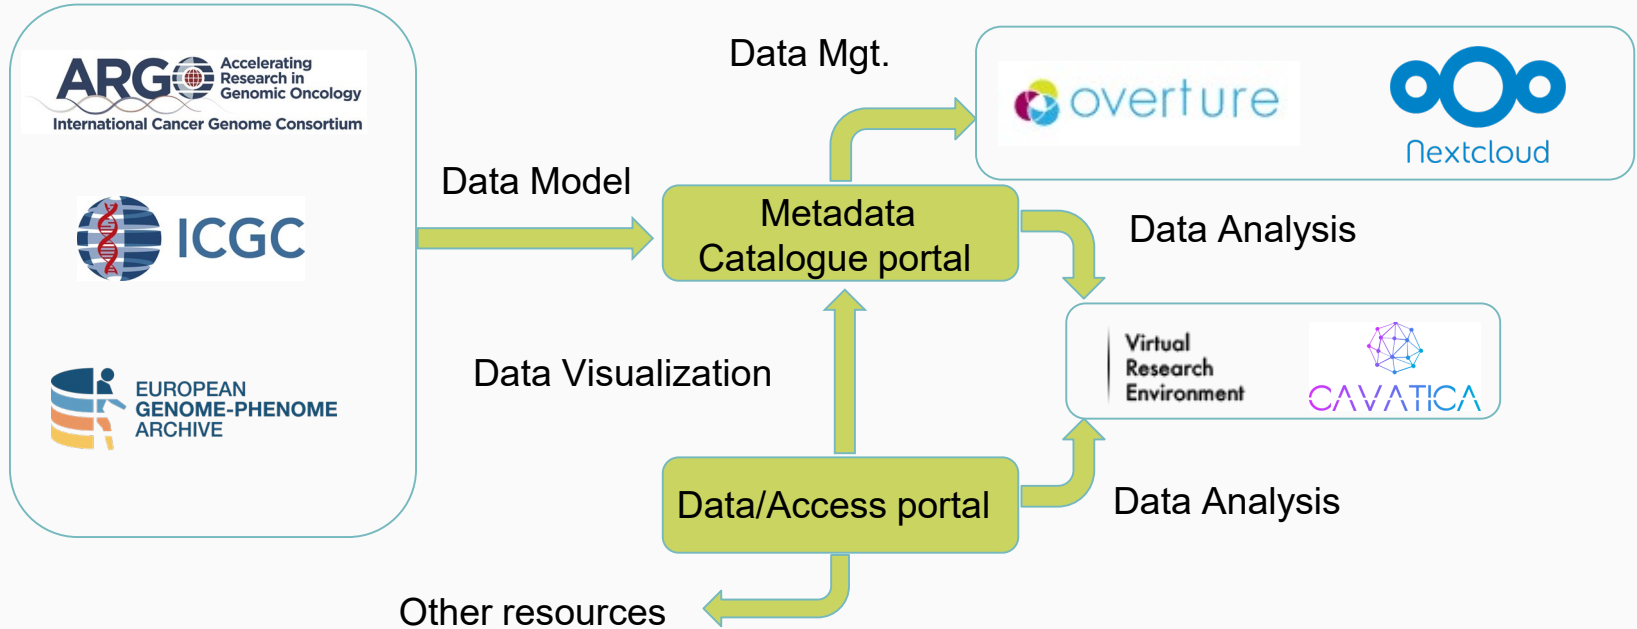 ARGO
Accelerating
Research in
Genomic Oncology
International Cancer Genome Consortium
ICGC
EUROPEAN
GENOME-PHENOME
ARCHIVE
Data Model
Data Mgt.
overture
Nextcloud
Metadata
Catalogue portal
Data Analysis
Virtual
Research
Environment
CAVATICA
Data Visualization
Data/Access portal
Data Analysis
Other resources